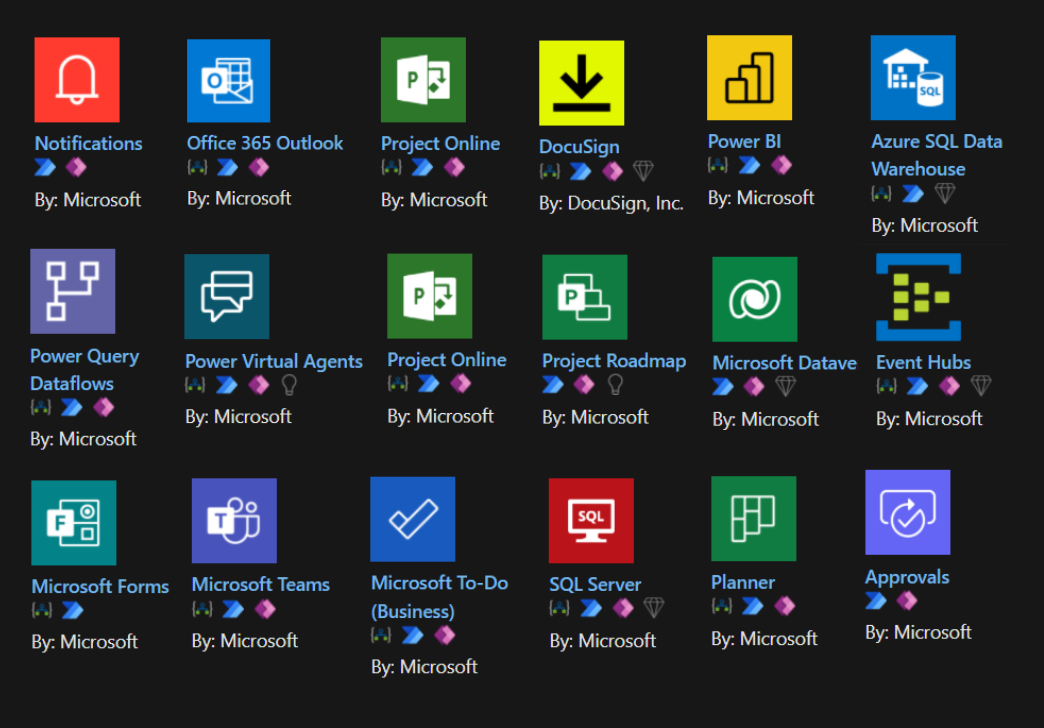 Notifications
By: Microsoft
Office 365 Outlook
By: Microsoft
P
Project Online
By: Microsoft
DocuSign
By: DocuSign, Inc.
Power BI
By: Microsoft
SQL
Azure SQL Data
Warehouse
By: Microsoft
Power Query
Dataflows
By: Microsoft
Power Virtual Agents
By: Microsoft
P
Project Online
By: Microsoft
P
Project Roadmap
By: Microsoft
Microsoft Datave
By: Microsoft
Event Hubs
By: Microsoft
F
Microsoft Forms
By: Microsoft
T
Microsoft Teams
By: Microsoft
Microsoft To-Do
(Business)
By: Microsoft
SQL
SQL Server
By: Microsoft
Planner
By: Microsoft
Approvals
By: Microsoft